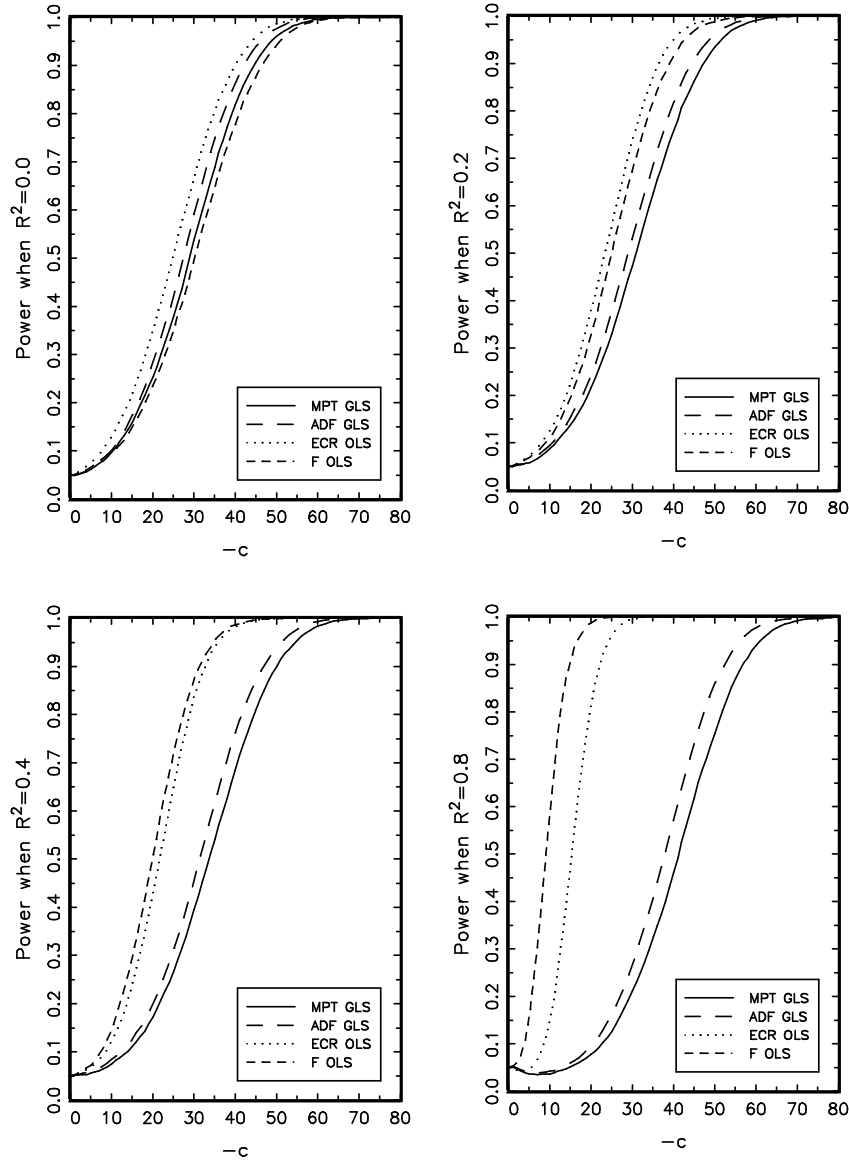 Power when R²=0.0
1.0
0.9
0.8
0.7
0.6
0.5
0.4
0.3
0.2
0.1
0.0
MPT GLS
ADF GLS
ECR OLS
F OLS
0 10 20 30 40 50 60 70 80
−c
Power when R²=0.2
1.0
0.9
0.8
0.7
0.6
0.5
0.4
0.3
0.2
0.1
0.0
MPT GLS
ADF GLS
ECR OLS
F OLS
0 10 20 30 40 50 60 70 80
−c
Power when R²=0.4
1.0
0.9
0.8
0.7
0.6
0.5
0.4
0.3
0.2
0.1
0.0
MPT GLS
ADF GLS
ECR OLS
F OLS
0 10 20 30 40 50 60 70 80
−c
Power when R²=0.8
1.0
0.9
0.8
0.7
0.6
0.5
0.4
0.3
0.2
0.1
0.0
MPT GLS
ADF GLS
ECR OLS
F OLS
0 10 20 30 40 50 60 70 80
−c